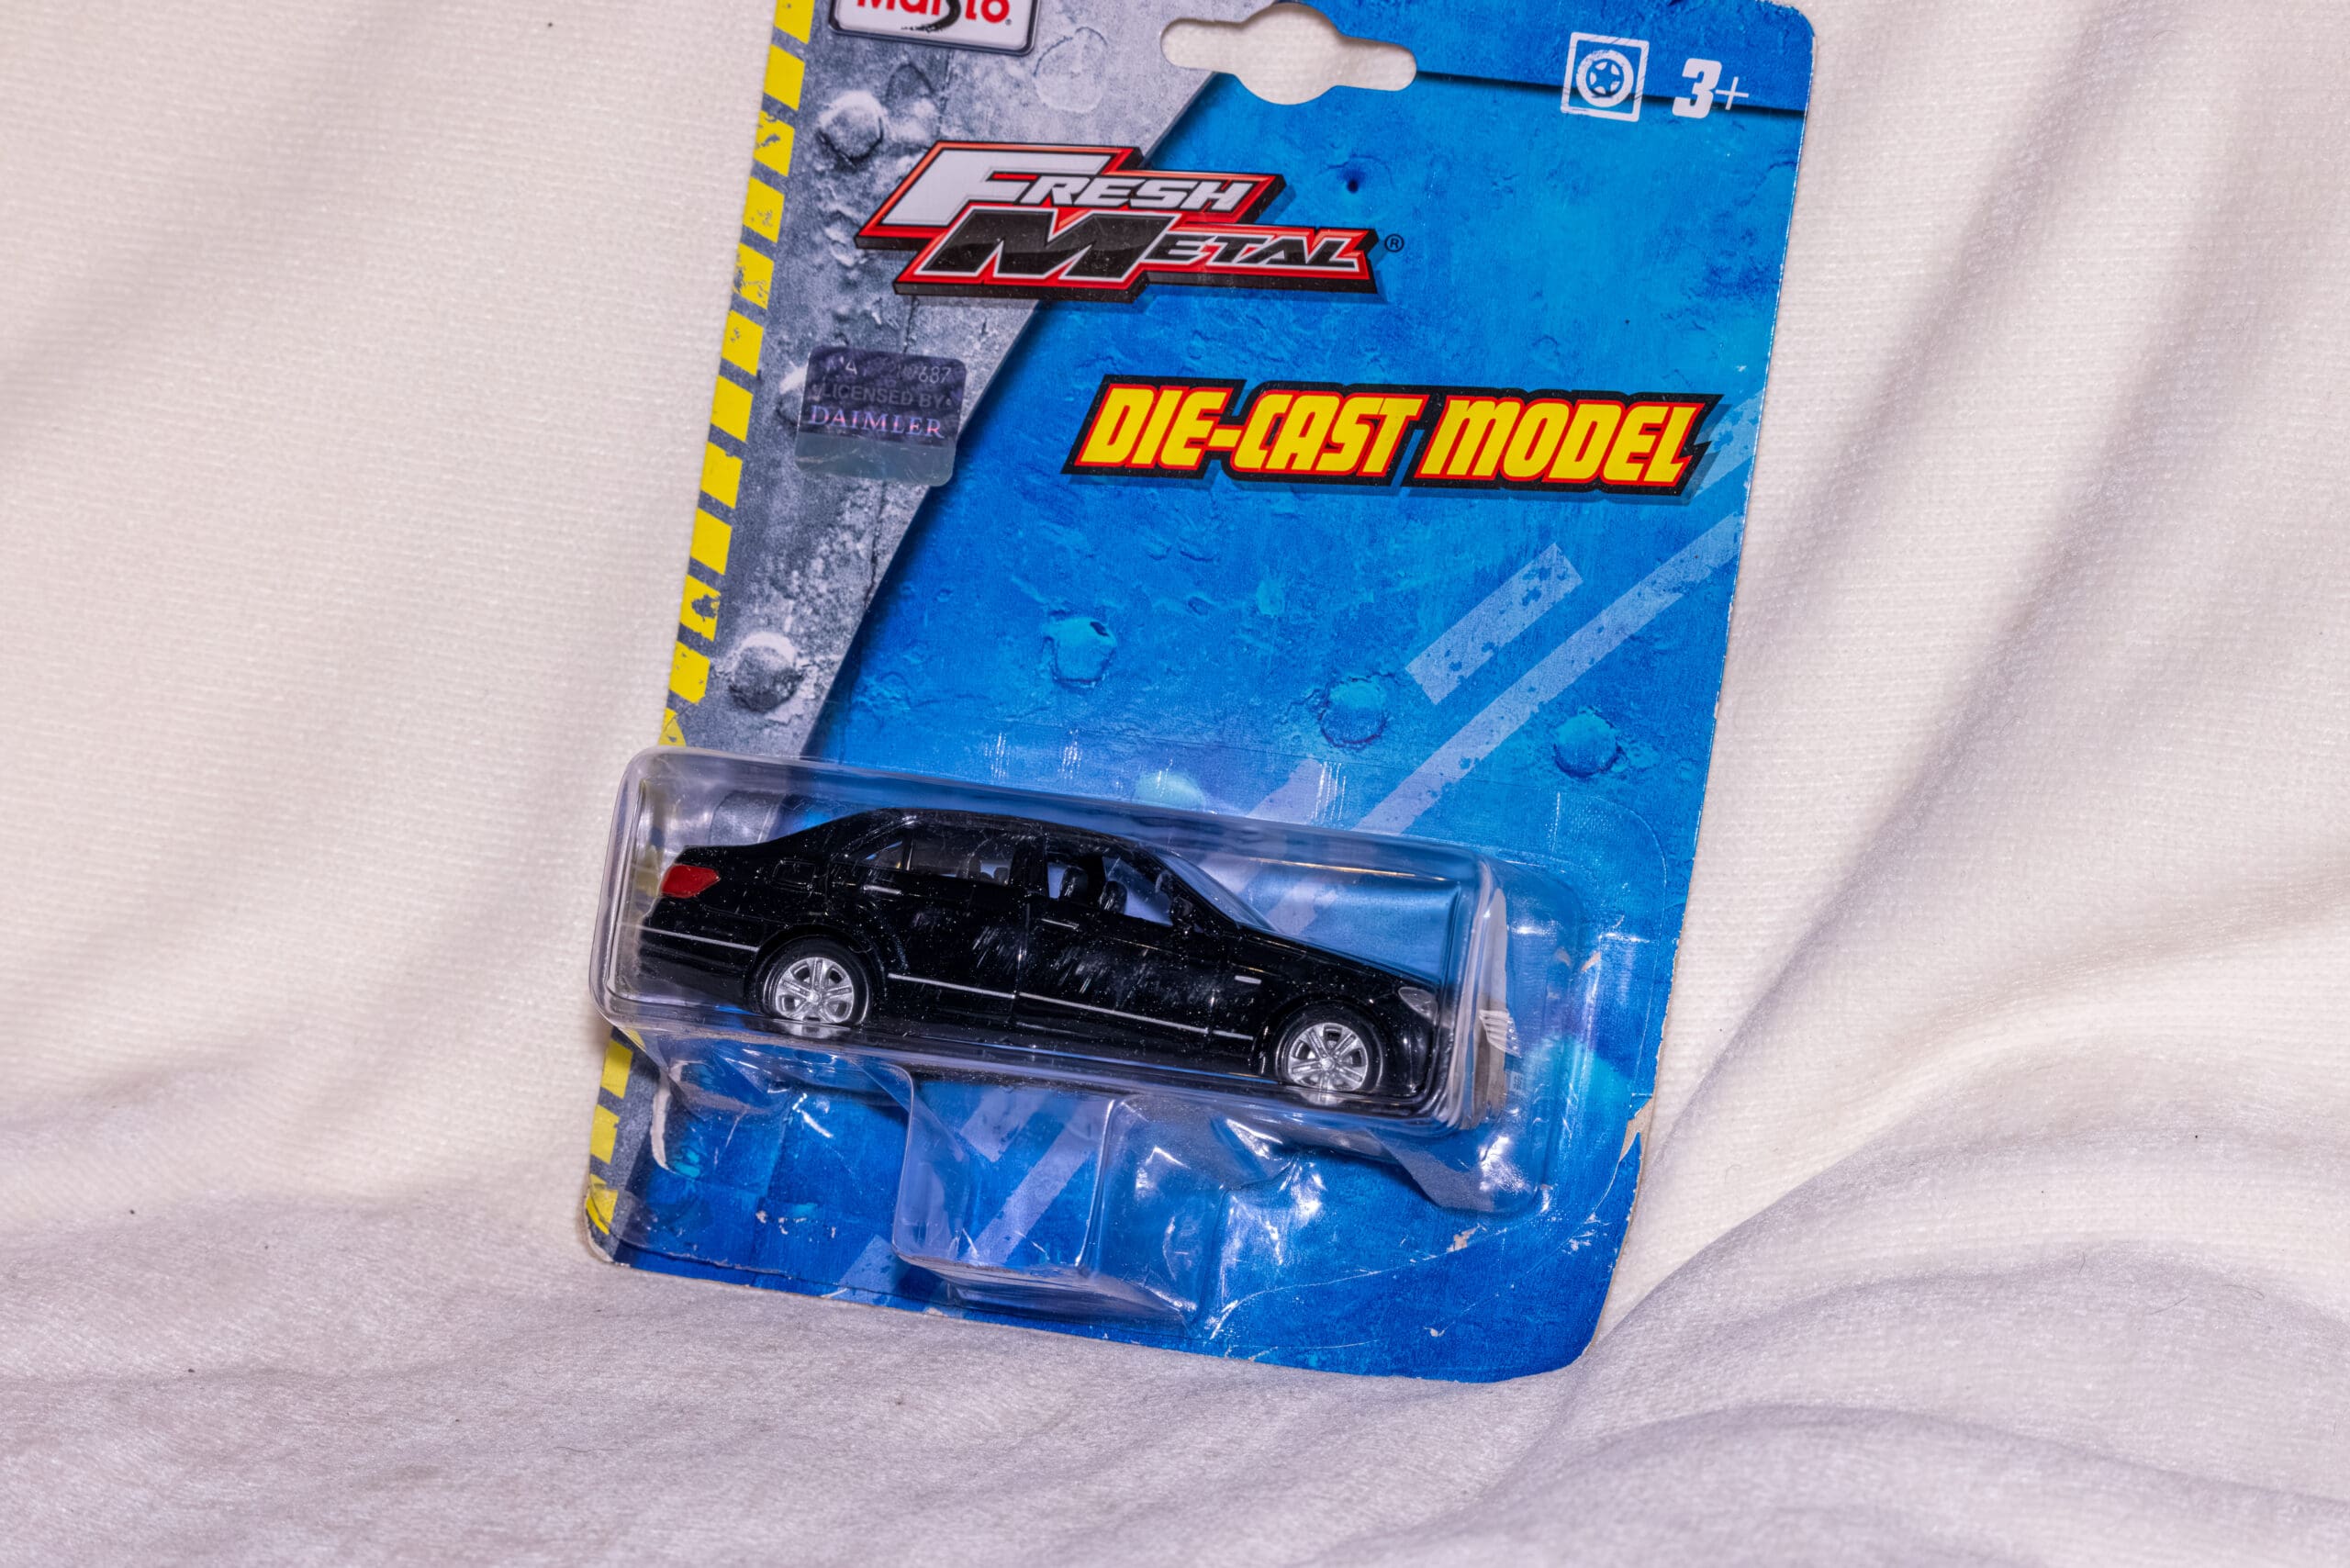 Maisto
3+
FRESH
METAL®
LICENSED BY
DAIMLER
DIE-CAST MODEL